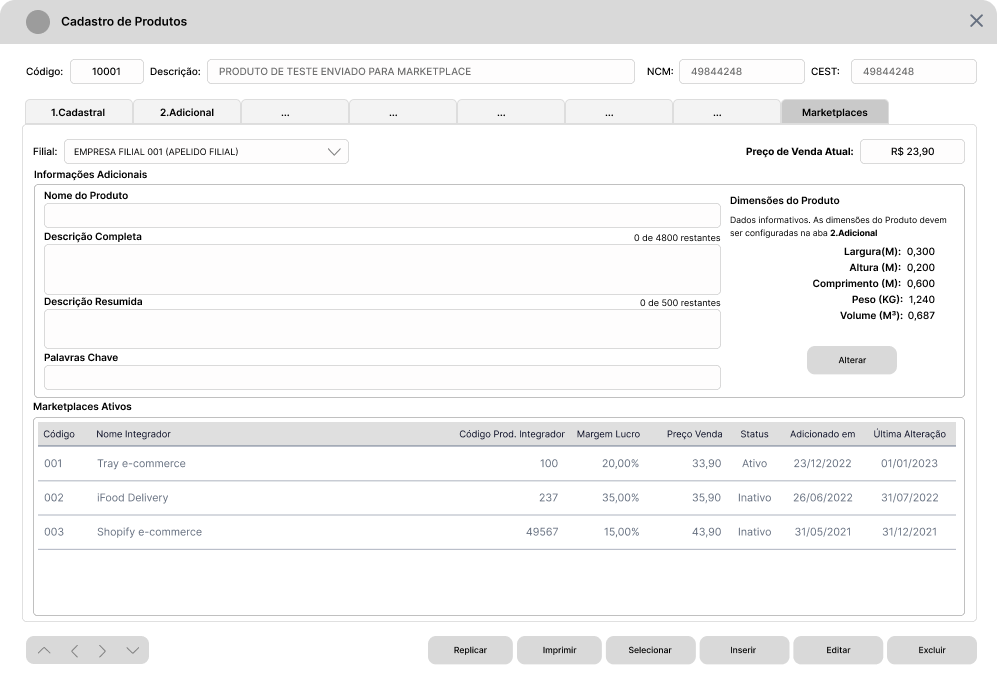 Cadastro de Produtos
Código: 10001 Descrição: PRODUTO DE TESTE ENVIADO PARA MARKETPLACE NCM: 49844248 CEST: 49844248
1.Cadastral 2.Adicional ... ... ... ... ... Marketplaces
Filial: EMPRESA FILIAL 001 (APELIDO FILIAL) Preço de Venda Atual: R$ 23,90
Informações Adicionais
Nome do Produto
Descrição Completa 0 de 4800 restantes
Descrição Resumida 0 de 500 restantes
Palavras Chave
Dimensões do Produto
Dados informativos. As dimensões do Produto devem
ser configuradas na aba 2.Adicional
Largura(M): 0,300
Altura (M): 0,200
Comprimento (M): 0,600
Peso (KG): 1,240
Volume (M³): 0,687
Alterar
Marketplaces Ativos
Código Nome Integrador Código Prod. Integrador Margem Lucro Preço Venda Status Adicionado em Última Alteração
001 Tray e-commerce 100 20,00% 33,90 Ativo 23/12/2022 01/01/2023
002 iFood Delivery 237 35,00% 35,90 Inativo 26/06/2022 31/07/2022
003 Shopify e-commerce 49567 15,00% 43,90 Inativo 31/05/2021 31/12/2021
Replicar Imprimir Selecionar Inserir Editar Excluir